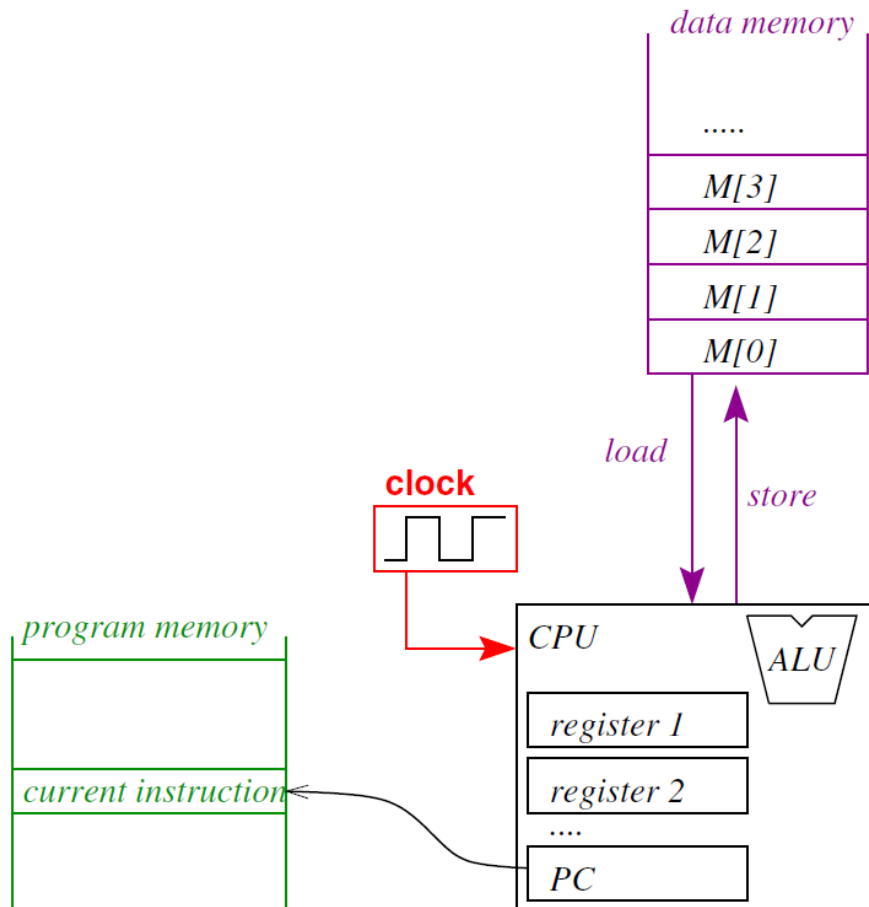 data memory
.....
M[3]
M[2]
M[1]
M[0]
load
store
clock
program memory
CPU
ALU
register 1
current instruction
register 2
....
PC